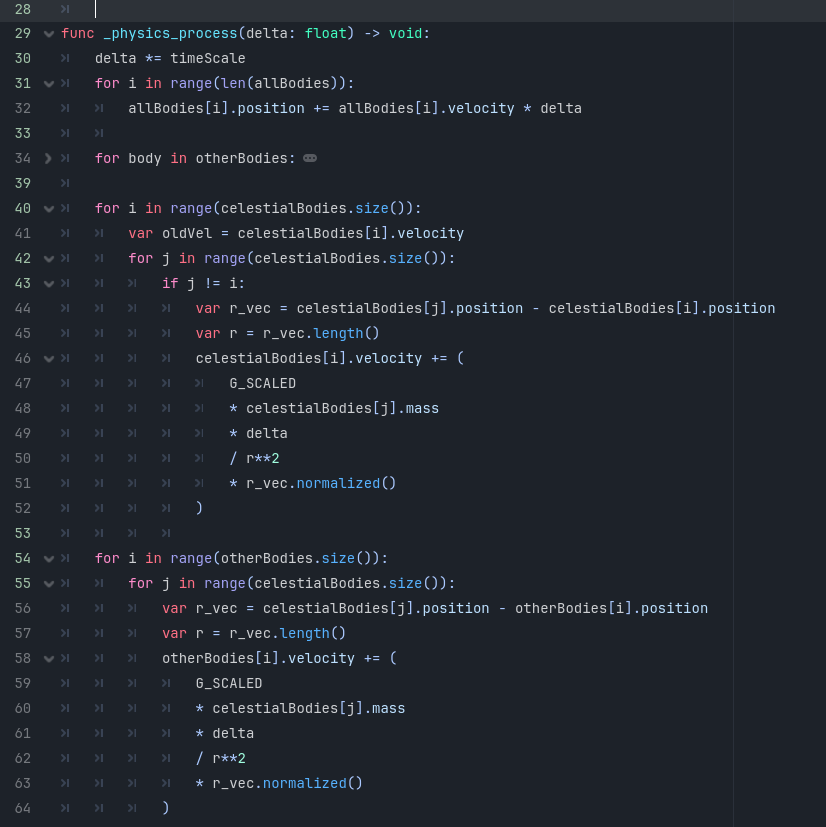 28
29 func _physics_process(delta: float) -> void:
30 delta *= timeScale
31 for i in range(len(allBodies)):
32 allBodies[i].position += allBodies[i].velocity * delta
33
34 for body in otherBodies:
39
40 for i in range(celestialBodies.size()):
41 var oldVel = celestialBodies[i].velocity
42 for j in range(celestialBodies.size()):
43 if j != i:
44 var r_vec = celestialBodies[j].position - celestialBodies[i].position
45 var r = r_vec.length()
46 celestialBodies[i].velocity += (
47 G_SCALED
48 * celestialBodies[j].mass
49 * delta
50 / r**2
51 * r_vec.normalized()
52 )
53
54 for i in range(otherBodies.size()):
55 for j in range(celestialBodies.size()):
56 var r_vec = celestialBodies[j].position - otherBodies[i].position
57 var r = r_vec.length()
58 otherBodies[i].velocity += (
59 G_SCALED
60 * celestialBodies[j].mass
61 * delta
62 / r**2
63 * r_vec.normalized()
64 )